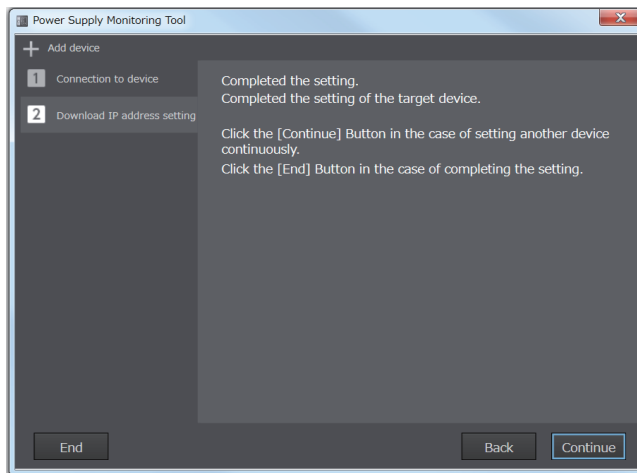 Power Supply Monitoring Tool
Add device
1 Connection to device
2 Download IP address setting
Completed the setting.
Completed the setting of the target device.
Click the [Continue] Button in the case of setting another device
continuously.
Click the [End] Button in the case of completing the setting.
End
Back
Continue